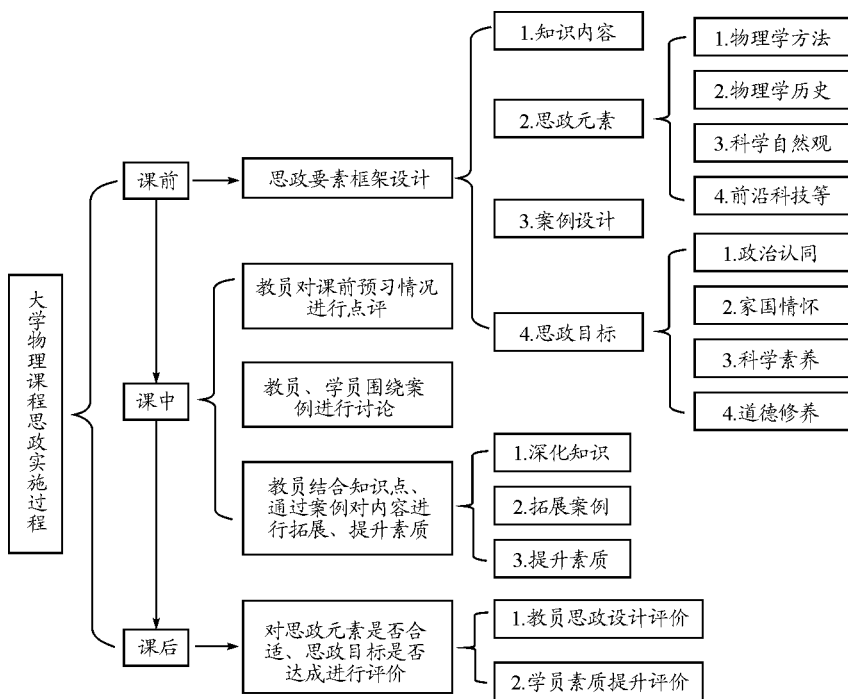 大学物理课程思政实施过程
课前
思政要素框架设计
1.知识内容
2.思政元素
1.物理学方法
2.物理学历史
3.科学自然观
4.前沿科技等
3.案例设计
4.思政目标
1.政治认同
2.家国情怀
3.科学素养
4.道德修养
课中
教员对课前预习情况
进行点评
教员、学员围绕案
例进行讨论
教员结合知识点、
通过案例对内容进
行拓展、提升素质
1.深化知识
2.拓展案例
3.提升素质
课后
对思政元素是否合
适、思政目标是否
达成进行评价
1.教员思政设计评价
2.学员素质提升评价